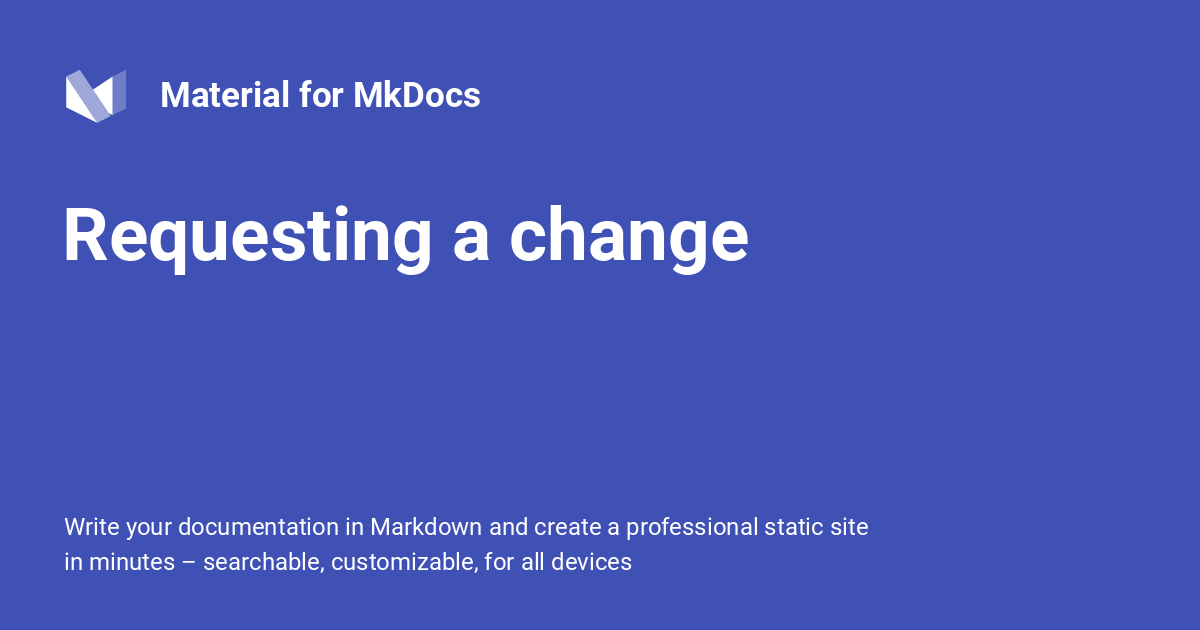 Material for MkDocs
Requesting a change
Write your documentation in Markdown and create a professional static site
in minutes – searchable, customizable, for all devices